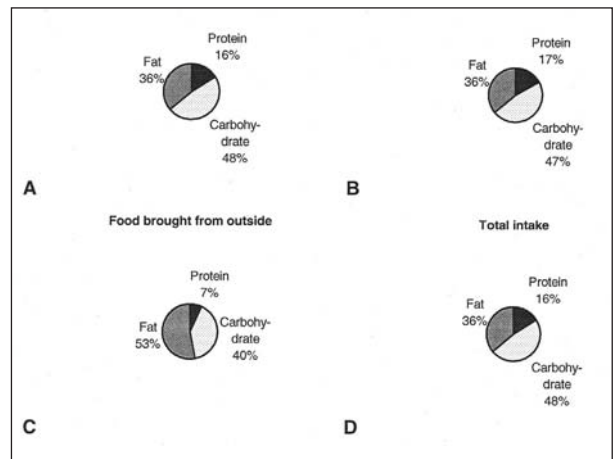 Protein
16%
Fat
36%
Carbohy-
drate
48%
A
Protein
17%
Fat
36%
Carbohy-
drate
47%
B
Food brought from outside
Protein
7%
Fat
53%
Carbohy-
drate
40%
C
Total intake
Protein
16%
Fat
36%
Carbohy-
drate
48%
D